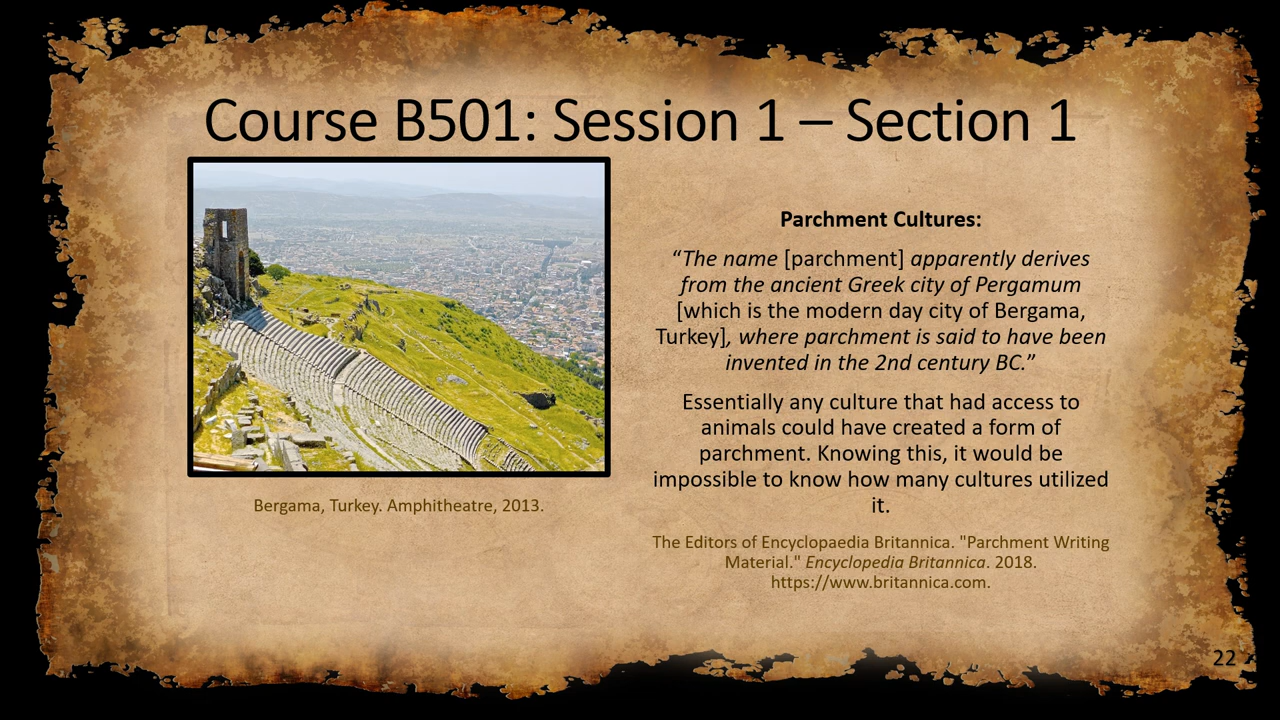 Course B501: Session 1 – Section 1
Parchment Cultures:
“The name [parchment] apparently derives
from the ancient Greek city of Pergamum
[which is the modern day city of Bergama,
Turkey], where parchment is said to have been
invented in the 2nd century BC.”
Essentially any culture that had access to
animals could have created a form of
parchment. Knowing this, it would be
impossible to know how many cultures utilized
it.
Bergama, Turkey. Amphitheatre, 2013.
The Editors of Encyclopaedia Britannica. "Parchment Writing
Material." Encyclopedia Britannica. 2018.
https://www.britannica.com.
22